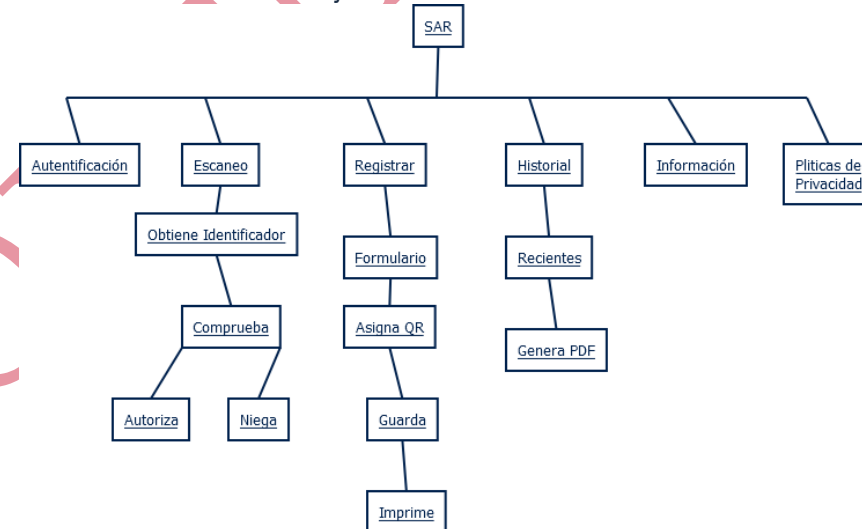 SAR
Autentificación
Escaneo
Registrar
Historial
Información
Pliticas de
Privacidad
Obtiene Identificador
Formulario
Recientes
Comprueba
Asigna QR
Genera PDF
Autoriza
Niega
Guarda
Imprime